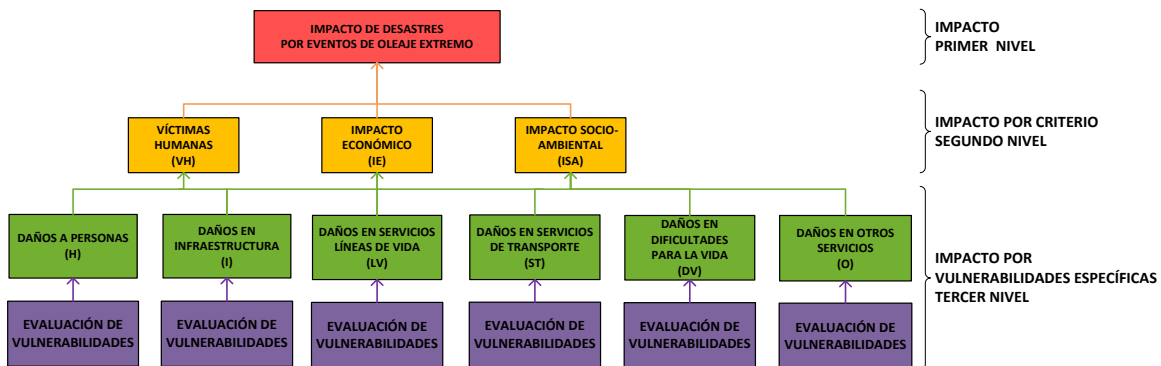 IMPACTO DE DESASTRES
POR EVENTOS DE OLEAJE EXTREMO
IMPACTO
PRIMER NIVEL
VÍCTIMAS
HUMANAS
(VH)
IMPACTO
ECONÓMICO
(IE)
IMPACTO SOCIO-
AMBIENTAL
(ISA)
IMPACTO POR CRITERIO
SEGUNDO NIVEL
DAÑOS A PERSONAS
(H)
DAÑOS EN
INFRAESTRUCTURA
(I)
DAÑOS EN SERVICIOS
LÍNEAS DE VIDA
(LV)
DAÑOS EN SERVICIOS
DE TRANSPORTE
(ST)
DAÑOS EN
DIFICULTADES
PARA LA VIDA
(DV)
DAÑOS EN OTROS
SERVICIOS
(O)
IMPACTO POR
VULNERABILIDADES ESPECÍFICAS
TERCER NIVEL
EVALUACIÓN DE
VULNERABILIDADES
EVALUACIÓN DE
VULNERABILIDADES
EVALUACIÓN DE
VULNERABILIDADES
EVALUACIÓN DE
VULNERABILIDADES
EVALUACIÓN DE
VULNERABILIDADES
EVALUACIÓN DE
VULNERABILIDADES